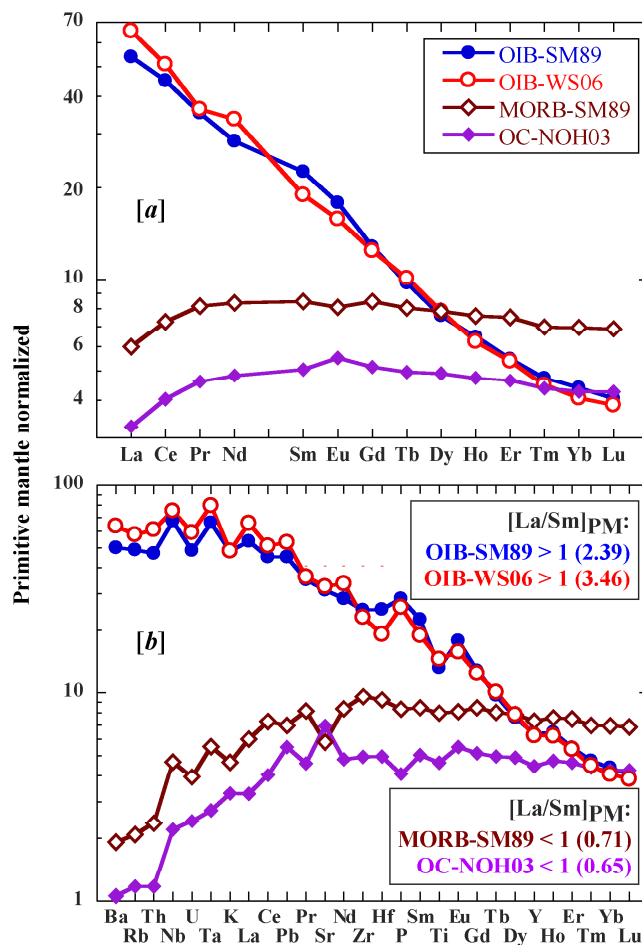 Primitive mantle normalized
70
40
20
10
8
6
4
OIB-SM89
OIB-WS06
MORB-SM89
OC-NOH03
[a]
La Ce Pr Nd Sm Eu Gd Tb Dy Ho Er Tm Yb Lu
100
10
1
[La/Sm]PM:
OIB-SM89 > 1 (2.39)
OIB-WS06 > 1 (3.46)
[b]
[La/Sm]PM:
MORB-SM89 < 1 (0.71)
OC-NOH03 < 1 (0.65)
Ba Th U K Ce Pr Nd Hf Sm Eu Tb Y Er Yb
Rb Nb Ta La Pb Sr Zr P Ti Gd Dy Ho Tm Lu